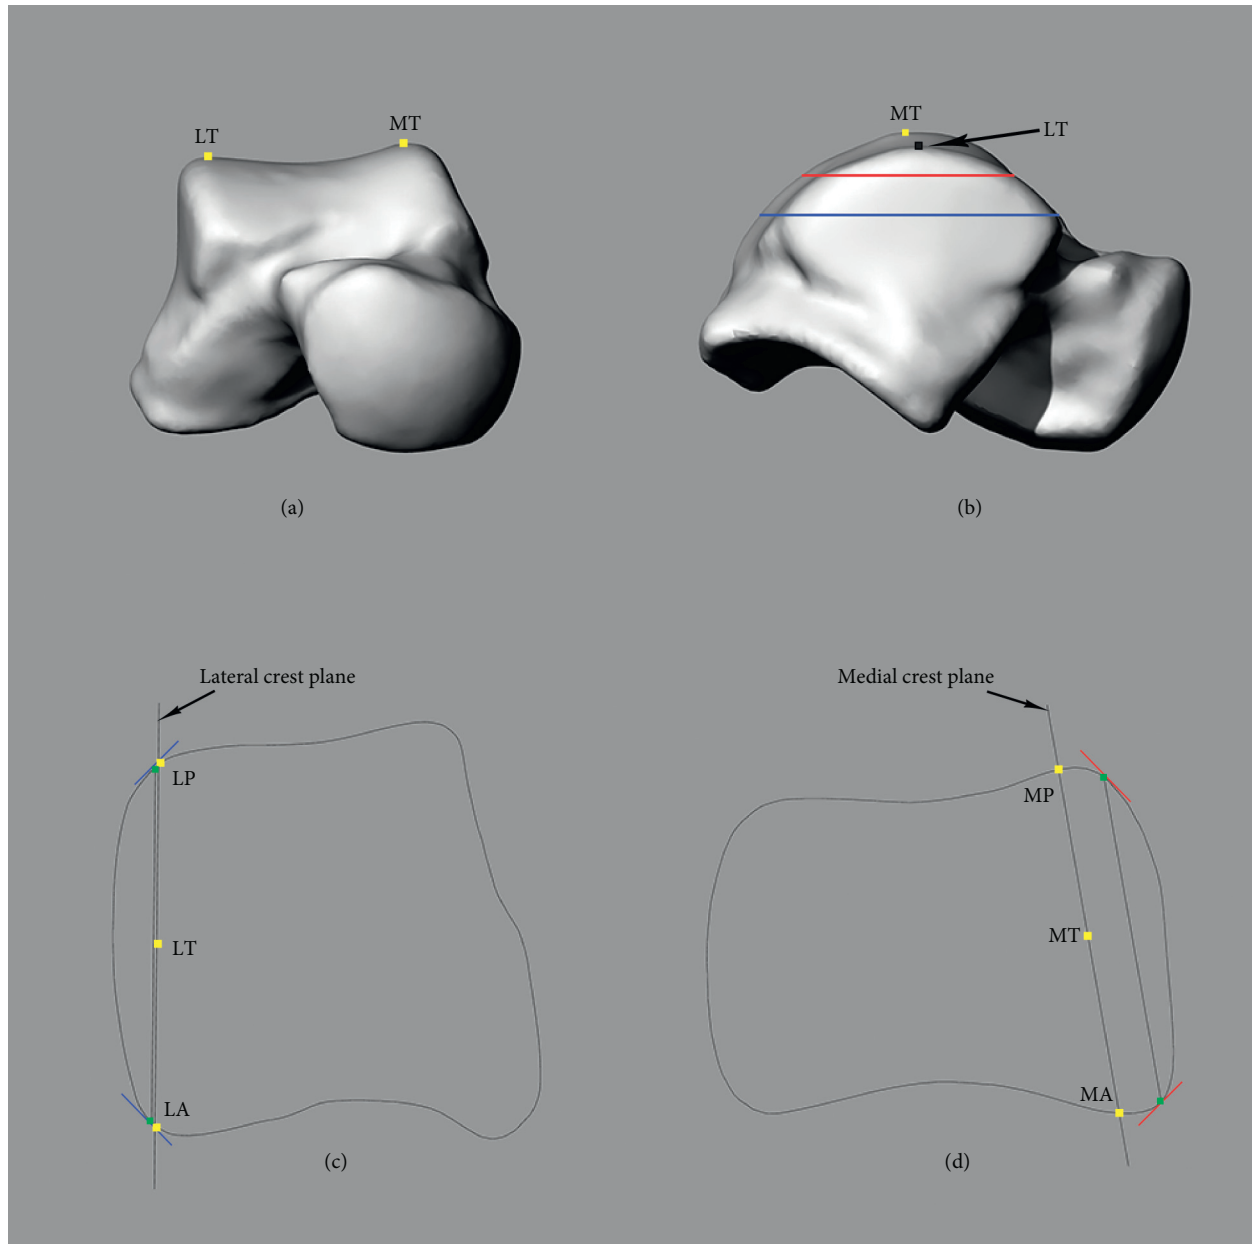 LT
MT
MT
LT
(a)
(b)
Lateral crest plane
LP
LT
LA
(c)
Medial crest plane
MP
MT
MA
(d)